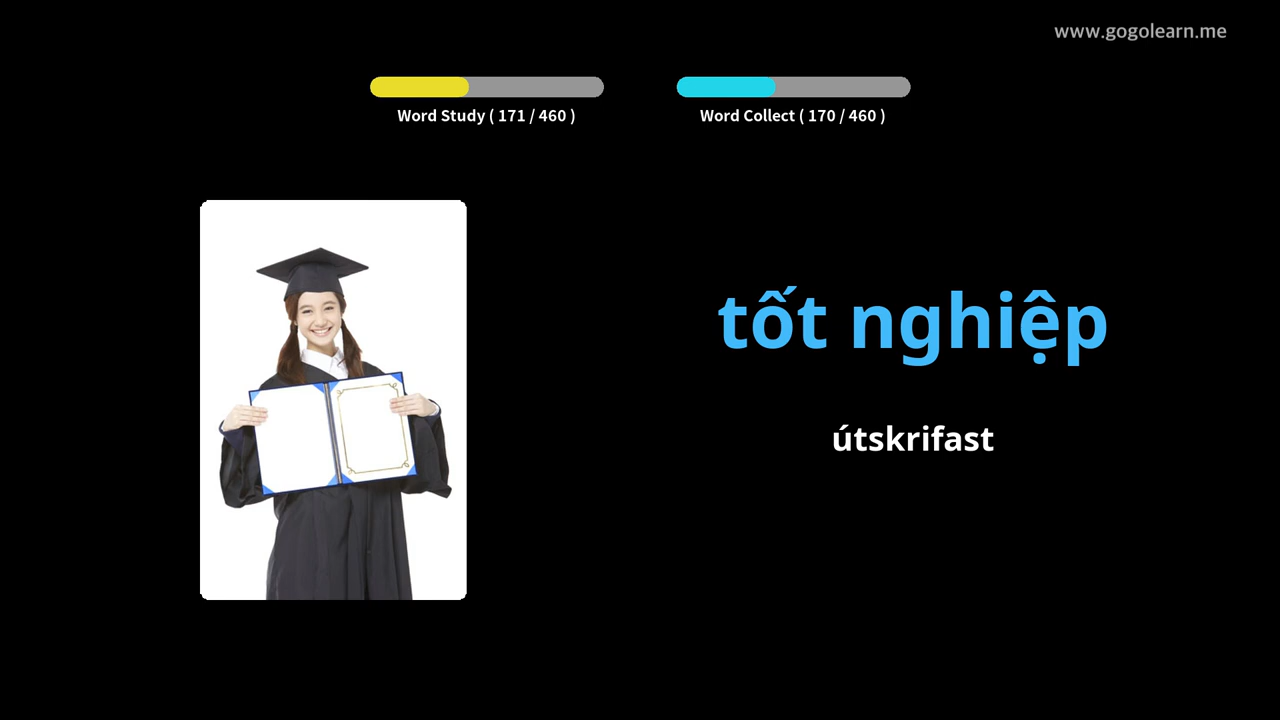 www.gogolearn.me
Word Study ( 171 / 460 )
Word Collect ( 170 / 460 )
tốt nghiệp
útskrifast